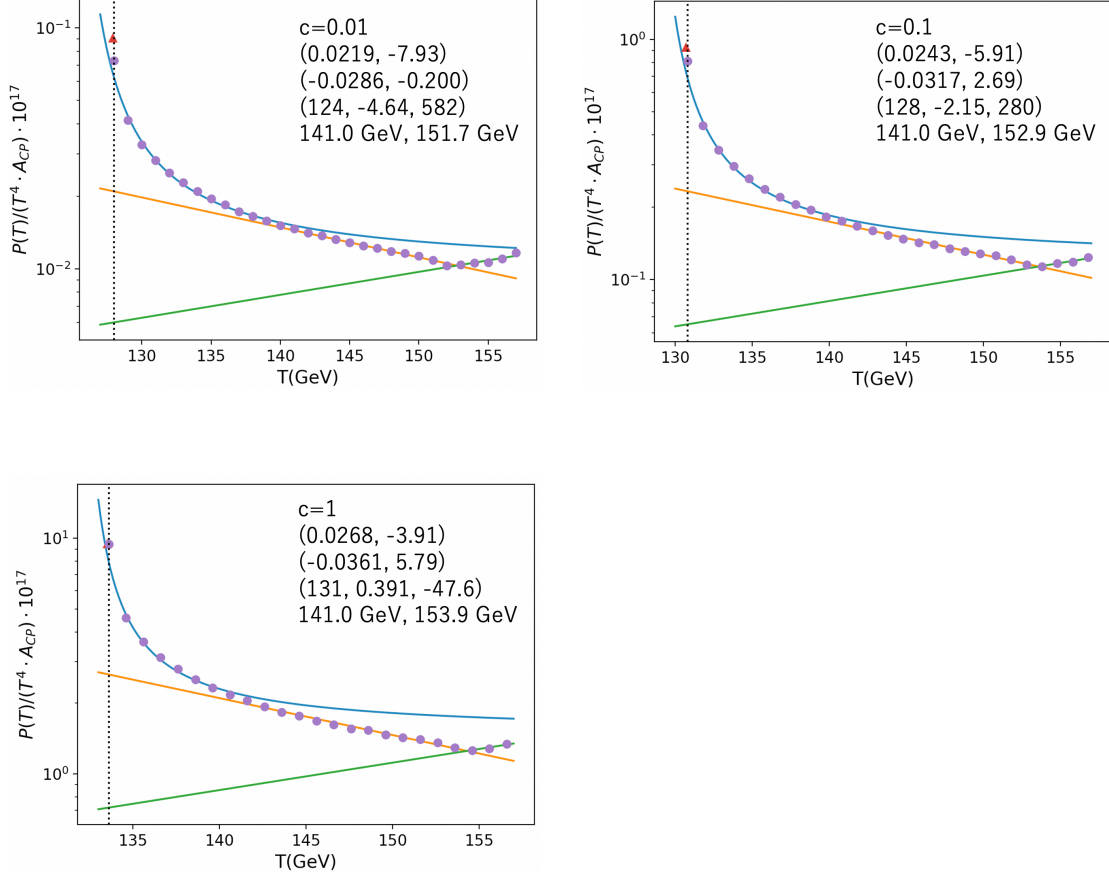 P(T)/(T⁴ · A_CP) · 10¹⁷
10⁻¹
10⁻²
c=0.01
(0.0219, -7.93)
(-0.0286, -0.200)
(124, -4.64, 582)
141.0 GeV, 151.7 GeV
130 135 140 145 150 155
T(GeV)
P(T)/(T⁴ · A_CP) · 10¹⁷
10⁰
10⁻¹
c=0.1
(0.0243, -5.91)
(-0.0317, 2.69)
(128, -2.15, 280)
141.0 GeV, 152.9 GeV
130 135 140 145 150 155
T(GeV)
P(T)/(T⁴ · A_CP) · 10¹⁷
10¹
10⁰
c=1
(0.0268, -3.91)
(-0.0361, 5.79)
(131, 0.391, -47.6)
141.0 GeV, 153.9 GeV
135 140 145 150 155
T(GeV)